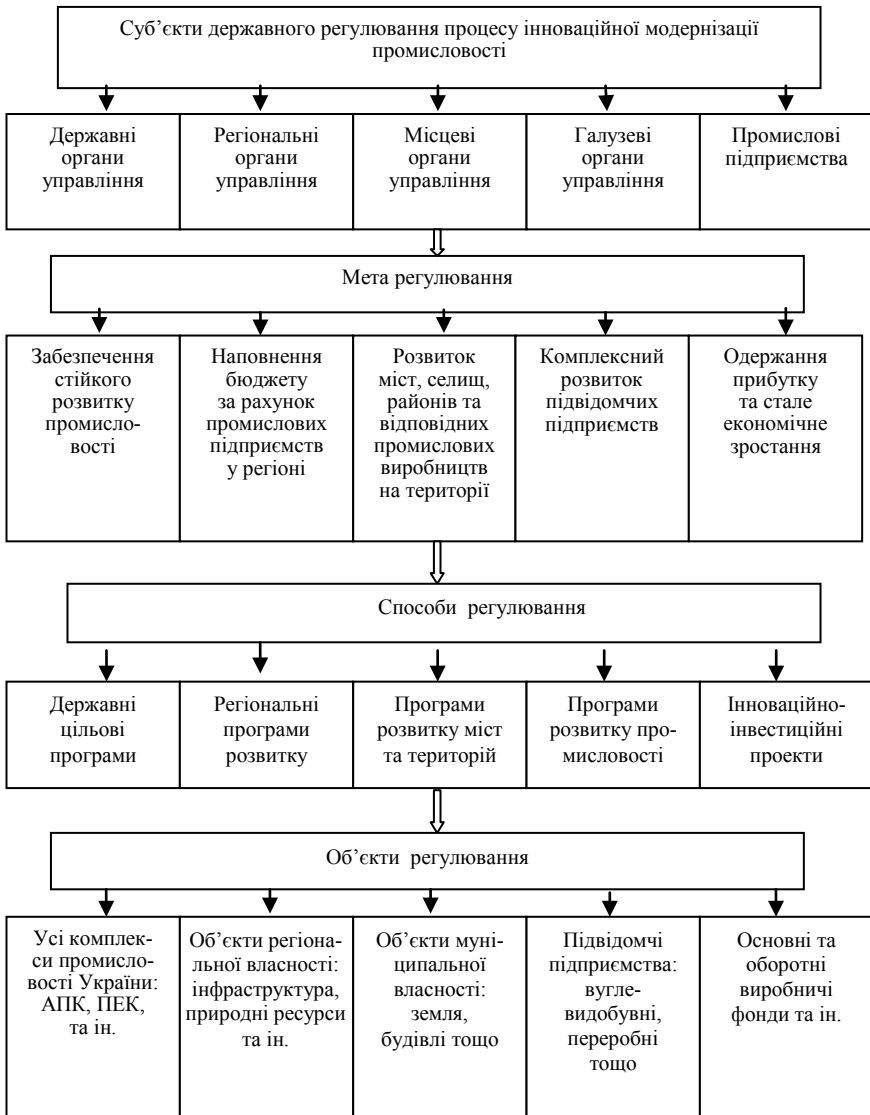 Суб’єкти державного регулювання процесу інноваційної модернізації
промисловості
Державні
органи
управління
Регіональні
органи
управління
Місцеві
органи
управління
Галузеві
органи
управління
Промислові
підприємства
Мета регулювання
Забезпечення
стійкого
розвитку
промисло-
вості
Наповнення
бюджету
за рахунок
промислових
підприємств
у регіоні
Розвиток
міст, селищ,
районів та
відповідних
промислових
виробництв
на території
Комплексний
розвиток
підвідомчих
підприємств
Одержання
прибутку
та стале
економічне
зростання
Способи регулювання
Державні
цільові
програми
Регіональні
програми
розвитку
Програми
розвитку міст
та територій
Програми
розвитку про-
мисловості
Інноваційно-
інвестиційні
проекти
Об’єкти регулювання
Усі комплек-
си промисло-
вості України:
АПК, ПЕК,
та ін.
Об’єкти регіона-
льної власності:
інфраструктура,
природні ресурси
та ін.
Об’єкти муні-
ципальної
власності:
земля,
будівлі тощо
Підвідомчі
підприємства:
вугле-
видобувні,
переробні
тощо
Основні та
оборотні
виробничі
фонди та ін.